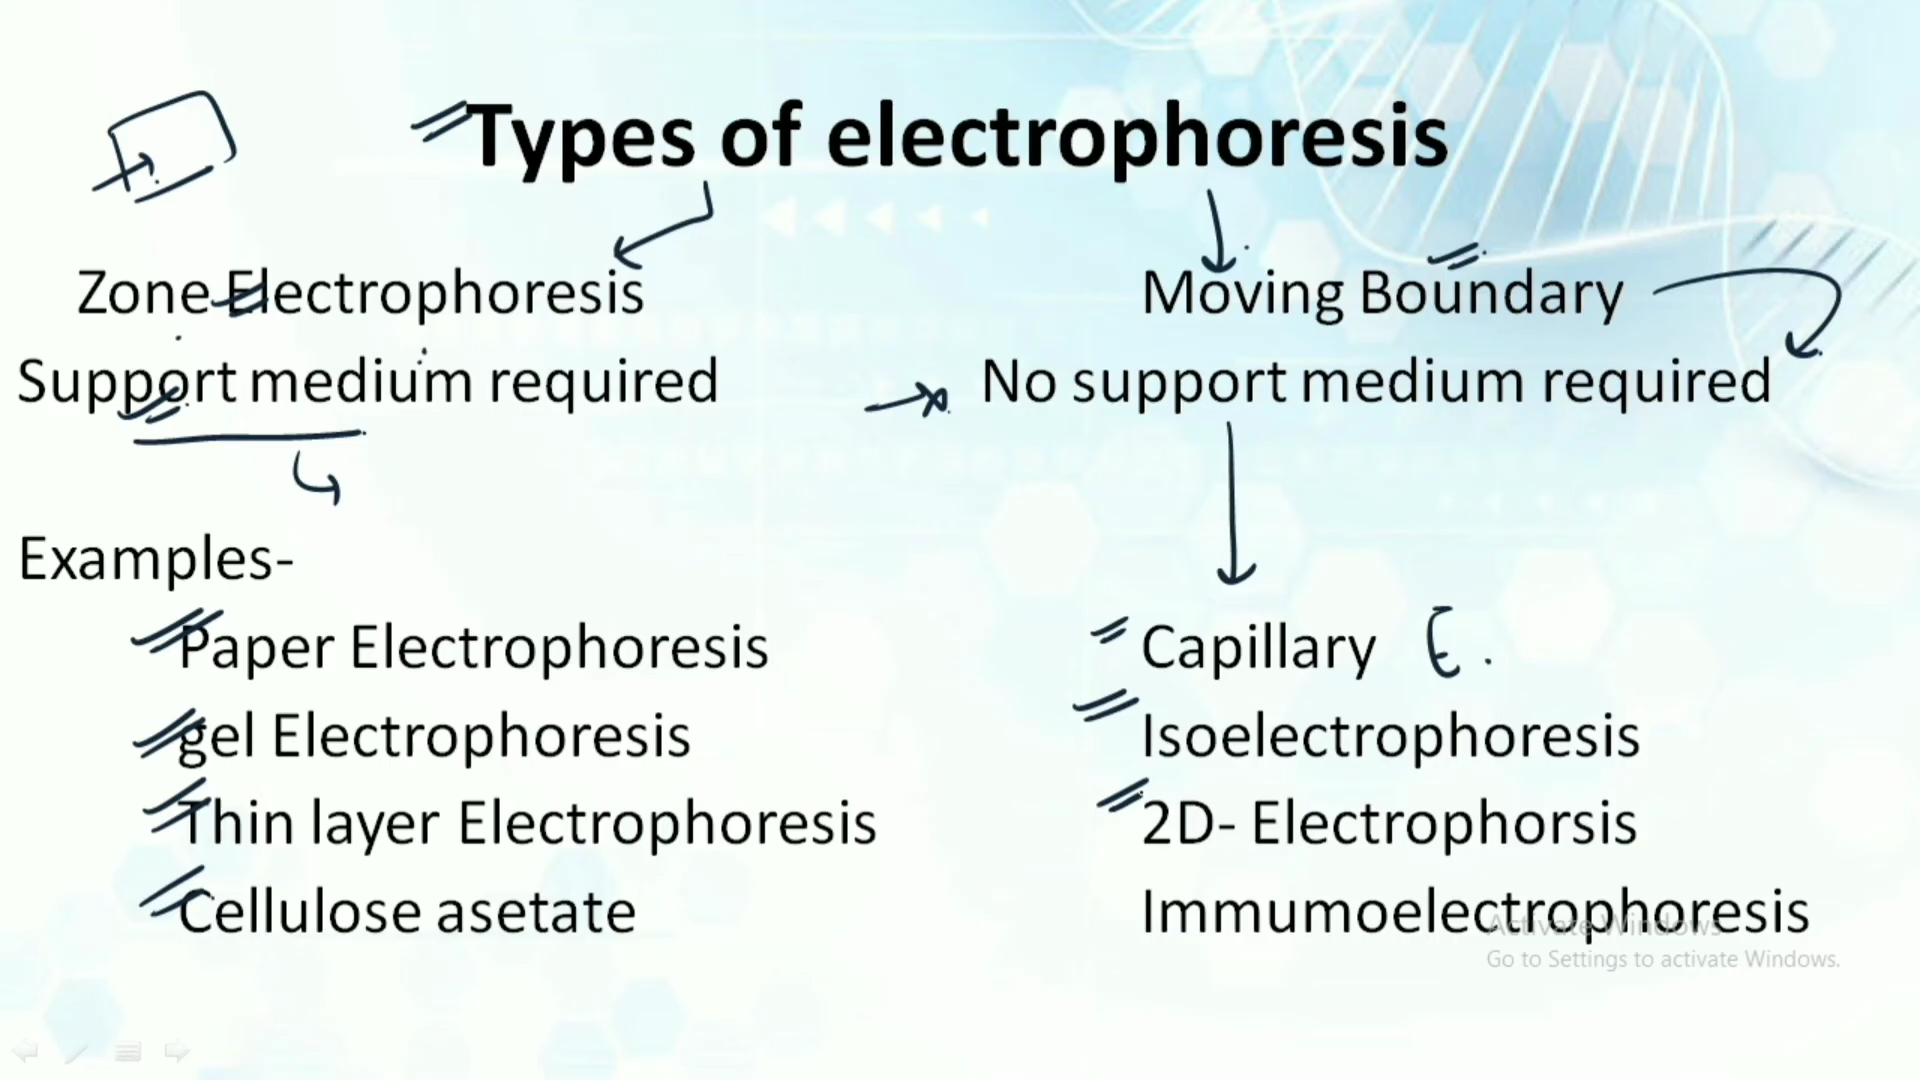 Types of electrophoresis
Zone Electrophoresis
Support medium required
Examples-
Paper Electrophoresis
gel Electrophoresis
Thin layer Electrophoresis
Cellulose asetate
Moving Boundary
No support medium required
Capillary E.
Isoelectrophoresis
2D- Electrophorsis
Immumoelectrophoresis
Activate Windows
Go to Settings to activate Windows.